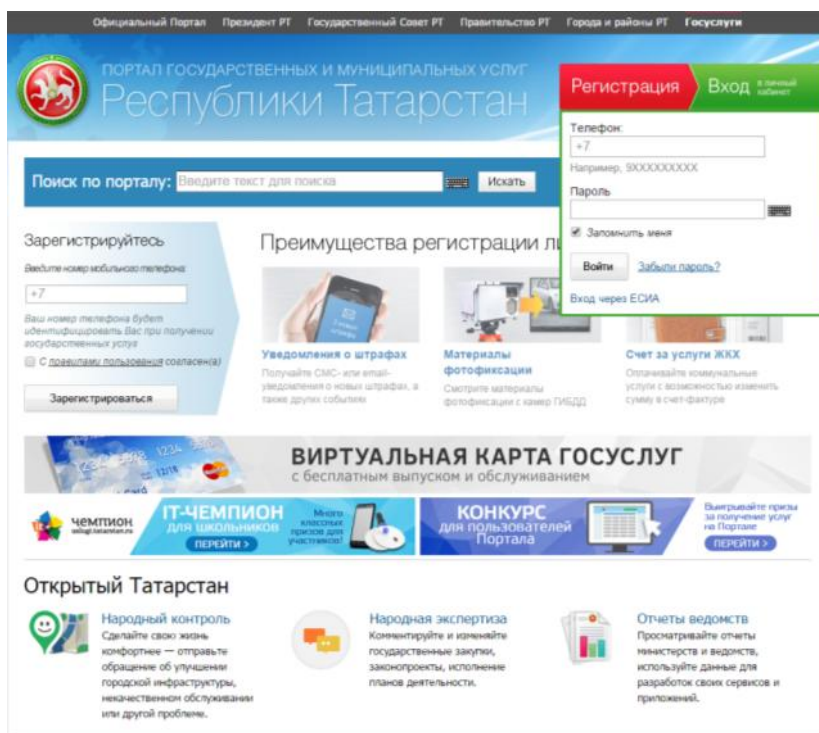 Официальный Портал Президент РТ Государственный Совет РТ Правительство РТ Города и районы РТ Госуслуги
ПОРТАЛ ГОСУДАРСТВЕННЫХ И МУНИЦИПАЛЬНЫХ УСЛУГ
Республики Татарстан
Регистрация Вход в личный кабинет
Телефон:
+7
Например, 9XXXXXXXXX
Пароль
Запомнить меня
Войти Забыли пароль?
Вход через ЕСИА
Поиск по порталу: Введите текст для поиска Искать
Зарегистрируйтесь
Введите номер мобильного телефона:
+7
Ваш номер телефона будет
идентифицировать Вас при получении
государственных услуг
С правилами пользования согласен(а)
Зарегистрироваться
Преимущества регистрации
Уведомления о штрафах
Получайте СМС- или email-
уведомления о новых штрафах, а
также других событиях
Материалы
фотофиксации
Смотрите материалы
фотофиксации с камер ГИБДД
Счет за услуги ЖКХ
Оплачивайте коммунальные
услуги с возможностью изменить
сумму в счет-фактуре
ВИРТУАЛЬНАЯ КАРТА ГОСУСЛУГ
с бесплатным выпуском и обслуживанием
чемпион
uslugi.tatarstan.ru
IT-ЧЕМПИОН
для школьников
ПЕРЕЙТИ >
Много
классных
призов для
участников!
КОНКУРС
для пользователей
Портала
Выигрывайте призы
за получение услуг
на Портале
ПЕРЕЙТИ >
Открытый Татарстан
Народный контроль
Сделайте свою жизнь
комфортнее — отправьте
обращение об улучшении
городской инфраструктуры,
некачественном обслуживании
или другой проблеме.
Народная экспертиза
Комментируйте и изменяйте
государственные закупки,
законопроекты, исполнение
планов деятельности.
Отчеты ведомств
Просматривайте отчеты
министерств и ведомств,
используйте данные для
разработок своих сервисов и
приложений.